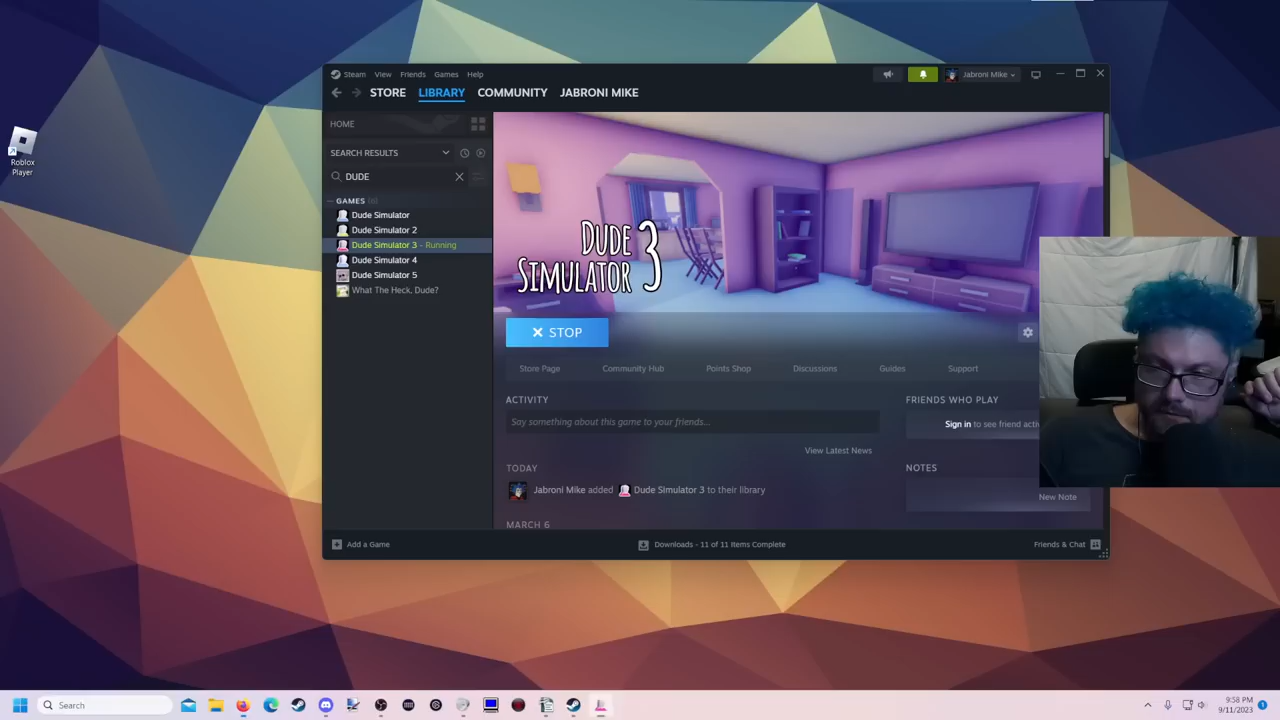 Steam View Friends Games Help
Jabroni Mike
STORE LIBRARY COMMUNITY JABRONI MIKE
HOME
SEARCH RESULTS
DUDE
GAMES (6)
Dude Simulator
Dude Simulator 2
Dude Simulator 3 - Running
Dude Simulator 4
Dude Simulator 5
What The Heck, Dude?
DUDE
SIMULATOR 3
STOP
Store Page Community Hub Points Shop Discussions Guides Support
ACTIVITY
Say something about this game to your friends...
View Latest News
TODAY
Jabroni Mike added Dude Simulator 3 to their library
MARCH 6
FRIENDS WHO PLAY
Sign in to see friend
NOTES
New Note
Add a Game
Downloads - 11 of 11 Items Complete
Friends & Chat
Roblox
Player
Search
9:58 PM
9/11/2023
1